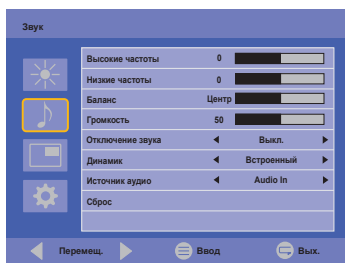 Звук
Высокие частоты 0
Низкие частоты 0
Баланс Центр
Громкость 50
Отключение звука Выкл.
Динамик Встроенный
Источник аудио Audio In
Сброс
Перемещ. Ввод Вых.